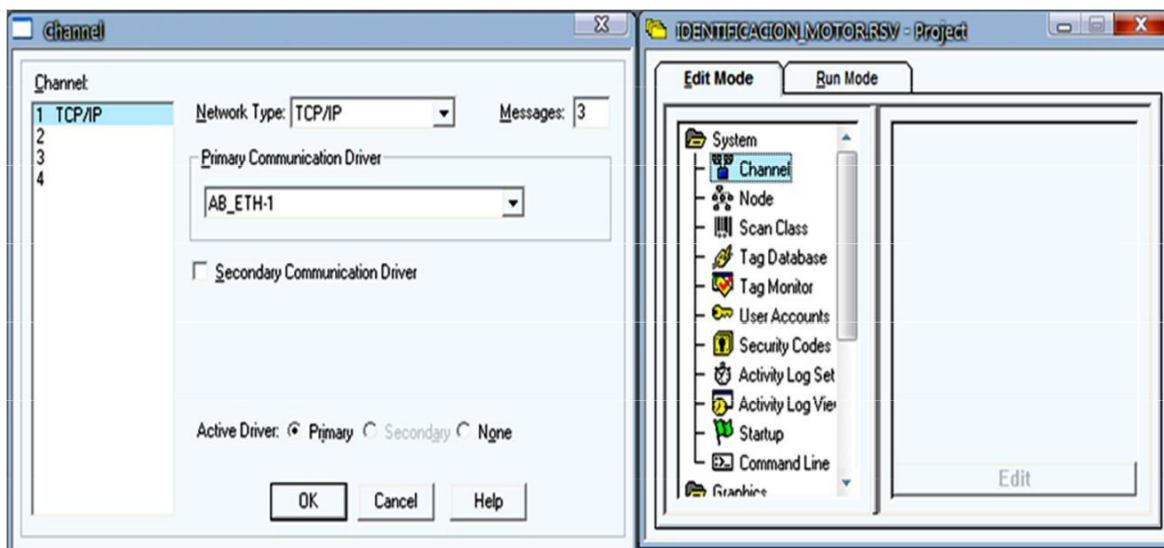 Channel
Channel:
1 TCP/IP
2
3
4
Network Type: TCP/IP
Messages: 3
Primary Communication Driver
AB_ETH-1
Secondary Communication Driver
Active Driver: Primary Secondary None
OK Cancel Help
IDENTIFICACION_MOTOR.RSV - Project
Edit Mode Run Mode
System
Channel
Node
Scan Class
Tag Database
Tag Monitor
User Accounts
Security Codes
Activity Log Set
Activity Log Vie
Startup
Command Line
Graphics
Edit